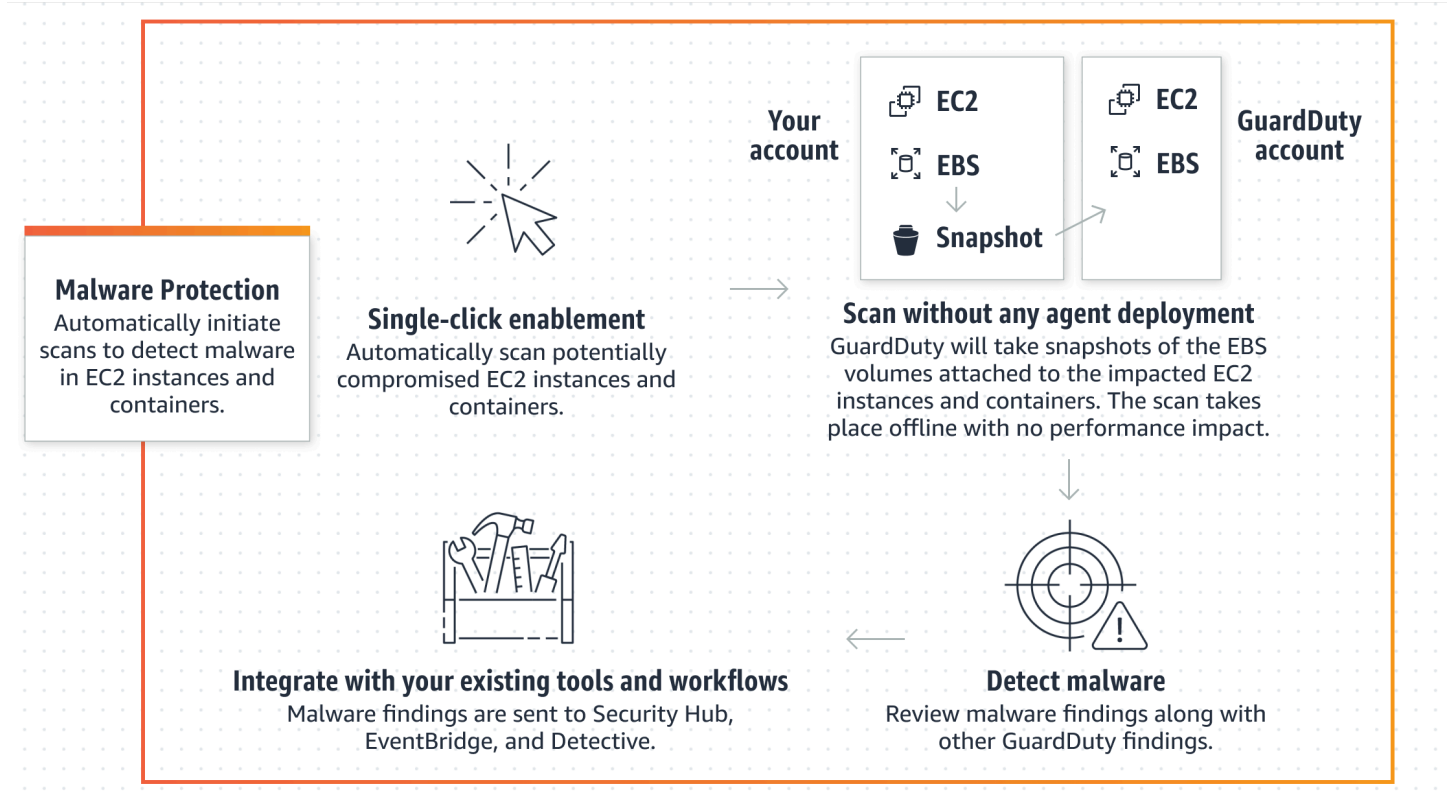 Malware Protection
Automatically initiate
scans to detect malware
in EC2 instances and
containers.
Single-click enablement
Automatically scan potentially
compromised EC2 instances and
containers.
Your
account
EC2
EBS
Snapshot
EC2
EBS
GuardDuty
account
Scan without any agent deployment
GuardDuty will take snapshots of the EBS
volumes attached to the impacted EC2
instances and containers. The scan takes
place offline with no performance impact.
Detect malware
Review malware findings along with
other GuardDuty findings.
Integrate with your existing tools and workflows
Malware findings are sent to Security Hub,
EventBridge, and Detective.